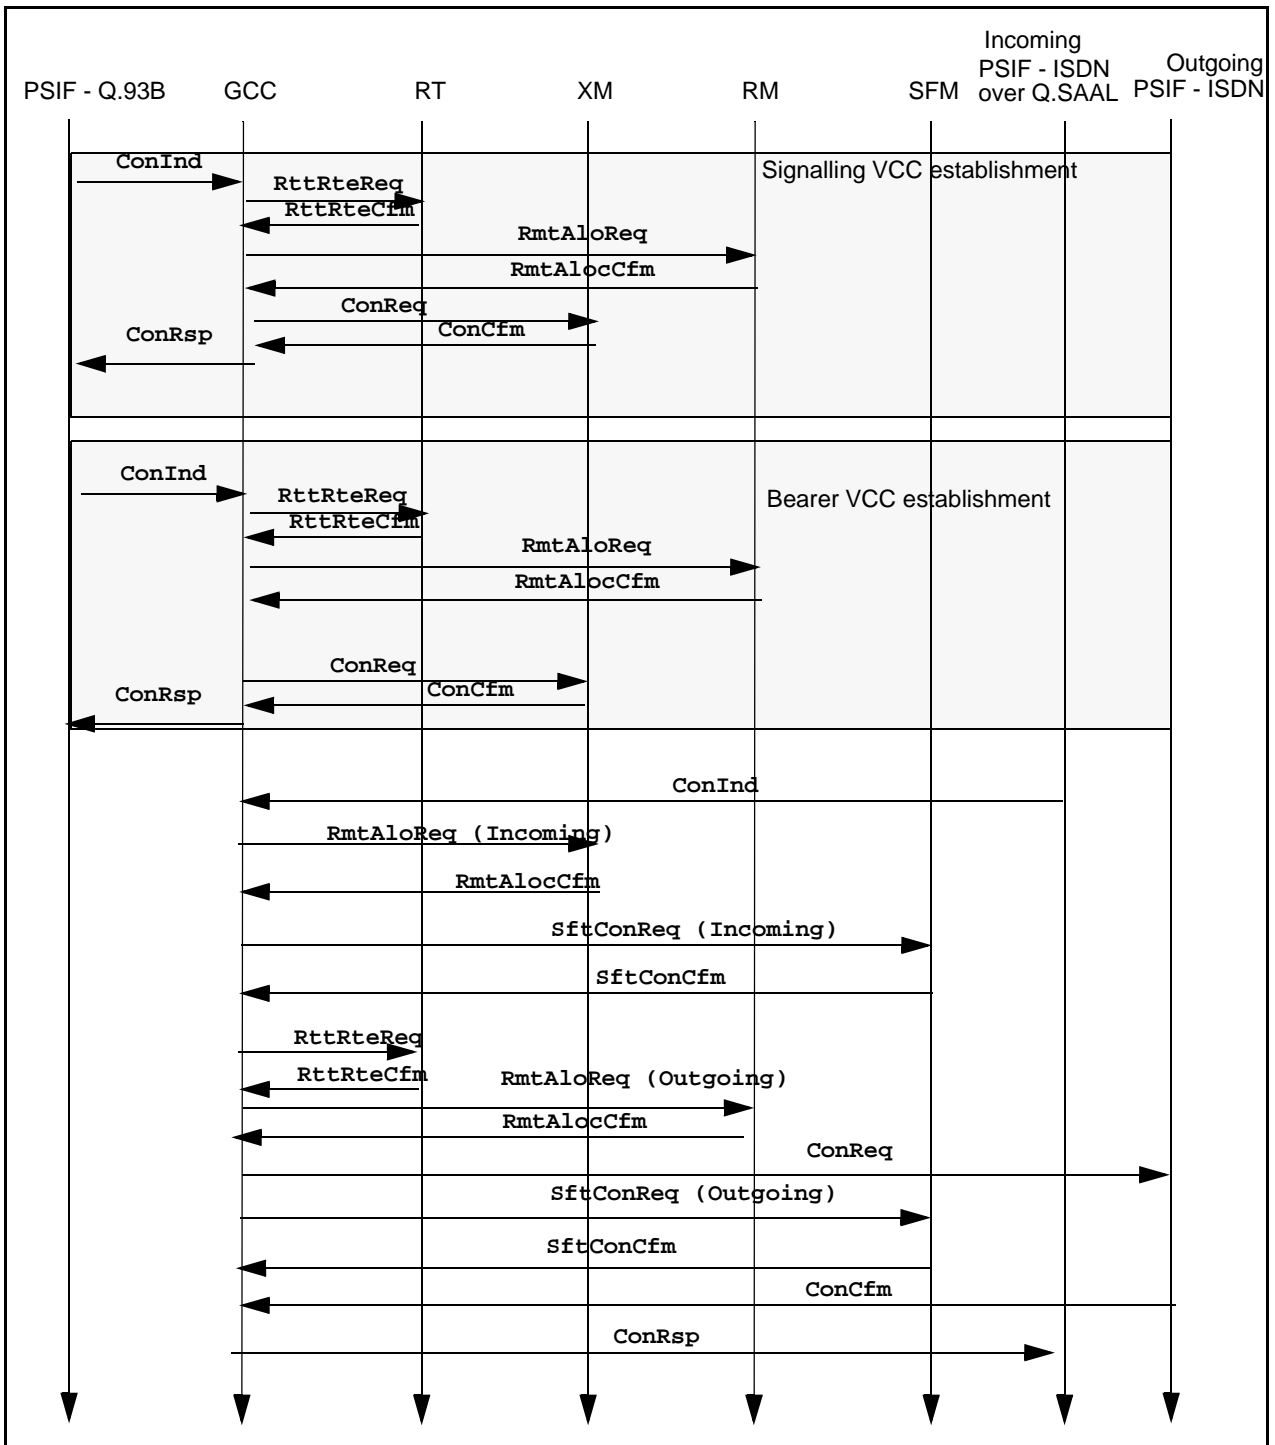 Incoming
PSIF - ISDN
over Q.SAAL
Outgoing
PSIF - ISDN
PSIF - Q.93B
GCC
RT
XM
RM
SFM
Signalling VCC establishment
ConInd
RttRteReq
RttRteCfm
RmtAloReq
RmtAlocCfm
ConReq
ConCfm
ConRsp
Bearer VCC establishment
ConInd
RttRteReq
RttRteCfm
RmtAloReq
RmtAlocCfm
ConReq
ConCfm
ConRsp
ConInd
RmtAloReq (Incoming)
RmtAlocCfm
SftConReq (Incoming)
SftConCfm
RttRteReq
RttRteCfm
RmtAloReq (Outgoing)
RmtAlocCfm
ConReq
SftConReq (Outgoing)
SftConCfm
ConCfm
ConRsp